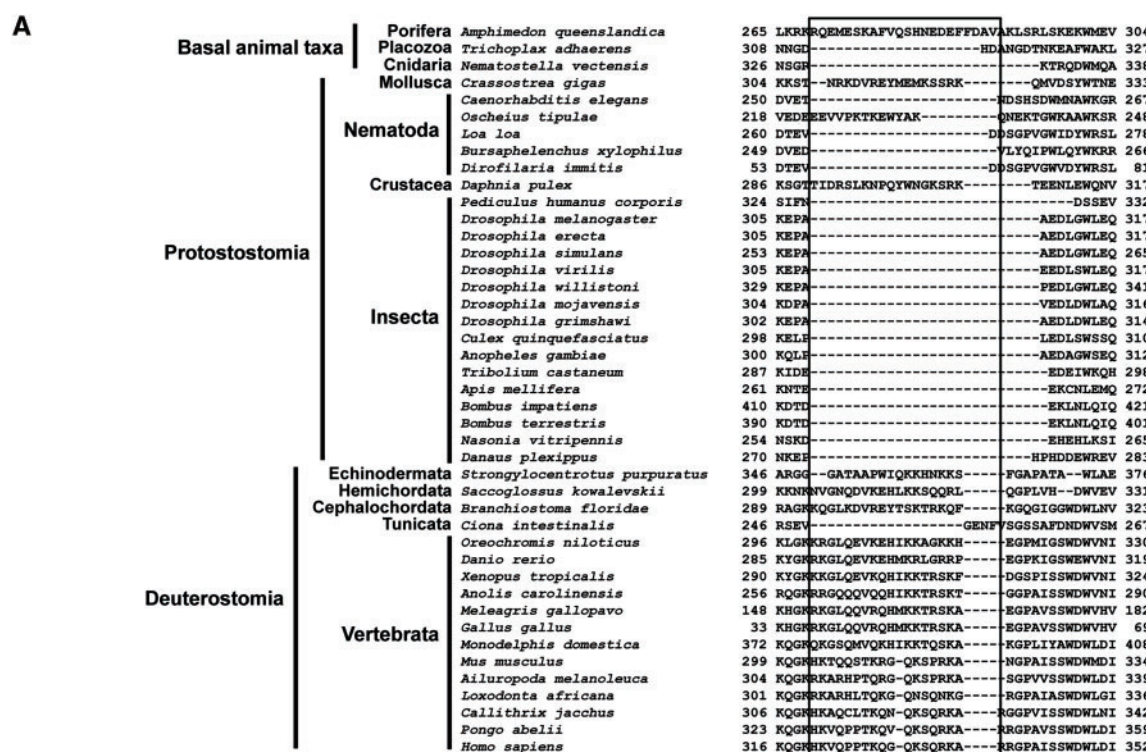 A
Basal animal taxa
Protostostomia
Deuterostomia
Nematoda
Insecta
Vertebrata
Porifera Amphimedon queenslandica 265 LKRKRQEMESKAFVQSHNEDEFFDAVAKLSRLSKEKWMEV 304
Placozoa Trichoplax adhaerens 308 NNGD--------------------HDANGDTNKEAFWAKL 327
Cnidaria Nematostella vectensis 326 NSGR---------------------------KTRQDWMQA 338
Mollusca Crassostrea gigas 304 KKST--NRKDVREYMEMKSSRK--------QMVDSYWTNE 333
Caenorhabditis elegans 250 DVET----------------------NDSHSDWMNAWKGR 267
Oscheius tipulae 218 VEDEEEVVPKTKEWYAK---------QNEKTGWKAAWKSR 248
Loa loa 260 DTEV---------------------DDSGPVGWIDYWRSL 278
Bursaphelenchus xylophilus 249 DVED----------------------VLYQIPWLQYWKRR 266
Dirofilaria immitis 53 DTEV---------------------DDSGPVGWVDYWRSL 81
Crustacea Daphnia pulex 286 KSGTTIDRSLKNPQYWNGKSRK--------TEENLEWQNV 317
Pediculus humanus corporis 324 SIFN-------------------------------DSSEV 332
Drosophila melanogaster 305 KEPA---------------------------AEDLGWLEQ 317
Drosophila erecta 305 KEPA---------------------------AEDLGWLEQ 317
Drosophila simulans 253 KEPA---------------------------AEDLGWLEQ 265
Drosophila virilis 305 KEPA---------------------------EEDLSWLEQ 317
Drosophila willistoni 329 KEPA---------------------------PEDLGWLEQ 341
Drosophila mojavensis 304 KDPA---------------------------VEDLDWLAQ 316
Drosophila grimshawi 302 KEPA---------------------------AEDLDWLEQ 314
Culex quinquefasciatus 298 KELP---------------------------LEDLSWSSQ 310
Anopheles gambiae 300 KQLP---------------------------AEDAGWSEQ 312
Tribolium castaneum 287 KIDE----------------------------EDEIWKQH 298
Apis mellifera 261 KNTE----------------------------EKCNLEMQ 272
Bombus impatiens 410 KDTD----------------------------EKLNLQIQ 421
Bombus terrestris 390 KDTD----------------------------EKLNLQIQ 401
Nasonia vitripennis 254 NSKD----------------------------EHEHLKSI 265
Danaus plexippus 270 NKEP--------------------------HPHDDEWREV 283
Echinodermata Strongylocentrotus purpuratus 346 ARGG--GATAAPWIQKKHNKKS-----FGAPATA--WLAE 376
Hemichordata Saccoglossus kowalevskii 299 KKNKNVGNQDVKEHLKKSQQRL-----QGPLVH--DWVEV 331
Cephalochordata Branchiostoma floridae 289 RAGKKQGLKDVREYTSKTRKQF-----KGQGIGGWDWLNV 323
Tunicata Ciona intestinalis 246 RSEV------------------GENFVSGSSAFDNDWVSM 267
Oreochromis niloticus 296 KLGKKRGLQEVKEHIKKAGKKH-----EGPMIGSWDWVNI 330
Danio rerio 285 KYGKRKGLQEVKEHMKRLGRRP-----EGPKIGSWDWVNI 319
Xenopus tropicalis 290 KYGKKKGLQEVKQHIKKTRSKF-----DGSPISSWDWVNI 324
Anolis carolinensis 256 RQGKRRGQQQVQQHIKKTRSKT-----GGPAISSWDWVNI 290
Meleagris gallopavo 148 KHGKRKGLQQVRQHMKKTRSKA-----EGPAVSSWDWVHV 182
Gallus gallus 33 KHGKRKGLQQVRQHMKKTRSKA-----EGPAVSSWDWVHV 69
Monodelphis domestica 372 KQGKQKGSQMVQKHIKKTQSKA-----KGPLIYAWDWLDI 408
Mus musculus 299 KQGKHKTQQSTKRG-QKSPRKA-----NGPAISSWDWMDI 334
Ailuropoda melanoleuca 304 KQGKRKARHPTQRG-QKSPRKA-----SGPVVSSWDWLDI 339
Loxodonta africana 301 KQGKRKARHLTQKG-QNSQNKG-----RGPAIASWDWLGI 336
Callithrix jacchus 306 KQGKHKAQCLTKQN-QKSQRKA----RGGPVISSWDWLNI 342
Pongo abelii 323 KQGKHKVQPPTKQG-QKSQRKA----RRGPAISSWDWLDI 359
Homo sapiens 316 KQGKHKVQPPTKQG-QKSQRKA----RRGPAISSWDWLDI 352